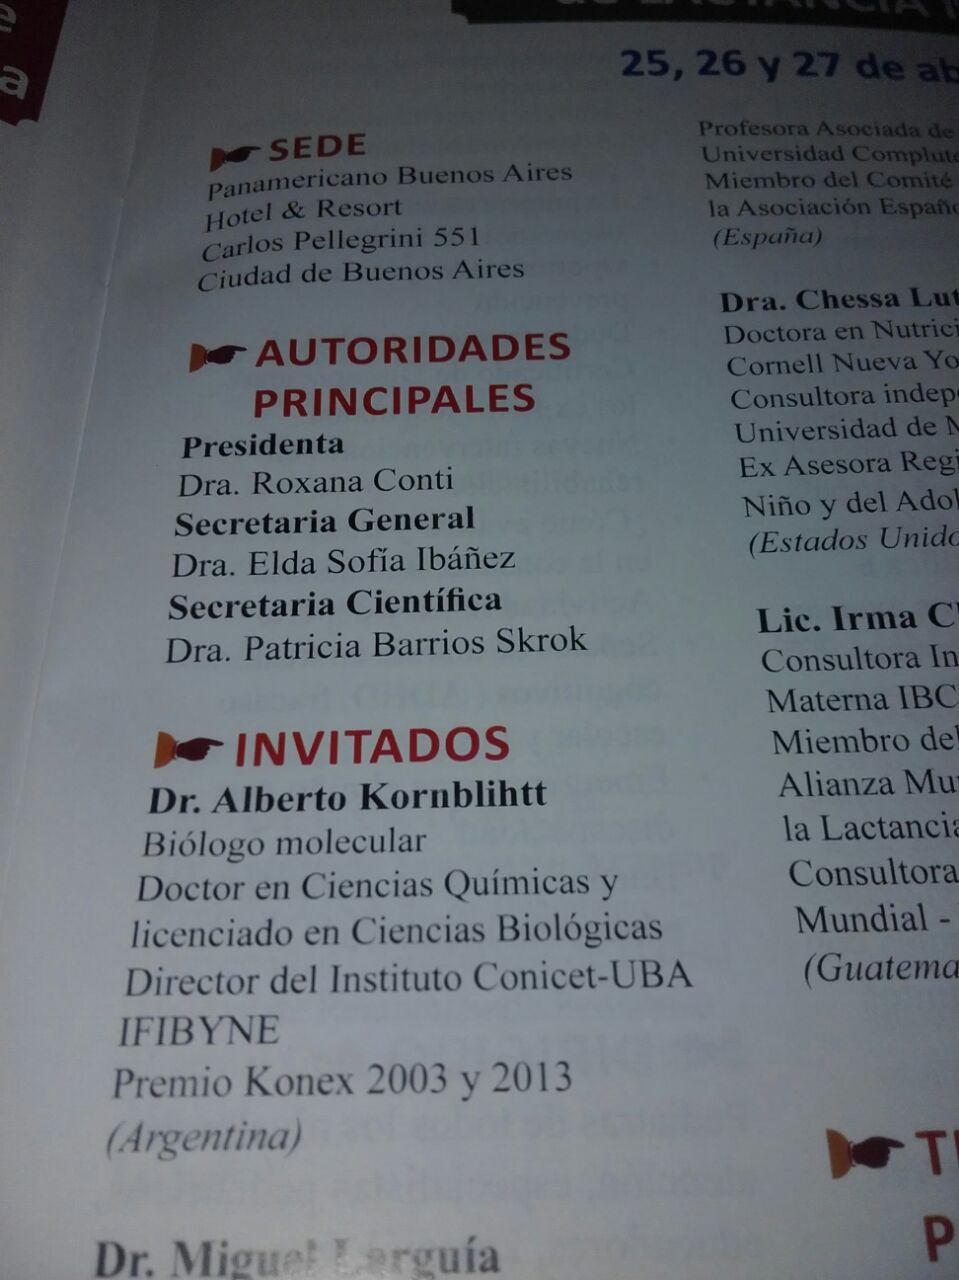 e
a
de LACTANCIA
25, 26 y 27 de ab
SEDE
Panamericano Buenos Aires
Hotel & Resort
Carlos Pellegrini 551
Ciudad de Buenos Aires
AUTORIDADES
PRINCIPALES
Presidenta
Dra. Roxana Conti
Secretaria General
Dra. Elda Sofía Ibáñez
Secretaria Científica
Dra. Patricia Barrios Skrok
INVITADOS
Dr. Alberto Kornblihtt
Biólogo molecular
Doctor en Ciencias Químicas y
licenciado en Ciencias Biológicas
Director del Instituto Conicet-UBA
IFIBYNE
Premio Konex 2003 y 2013
(Argentina)
Dr. Miguel Larguía
Profesora Asociada de
Universidad Complute
Miembro del Comité
la Asociación Españo
(España)
Dra. Chessa Lut
Doctora en Nutrici
Cornell Nueva Yo
Consultora indep
Universidad de M
Ex Asesora Regi
Niño y del Adol
(Estados Unido
Lic. Irma C
Consultora In
Materna IBC
Miembro de
Alianza Mu
la Lactancia
Consultora
Mundial -
(Guatema
T
P